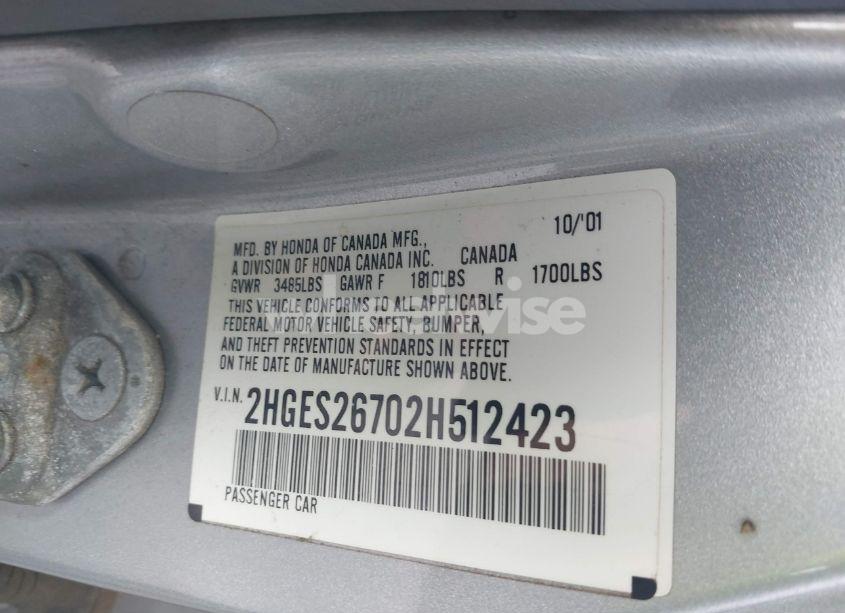 10/'01
MFD. BY HONDA OF CANADA MFG.,
A DIVISION OF HONDA CANADA INC. CANADA
GVWR 3485LBS GAWR F 1810LBS R 1700LBS
THIS VEHICLE CONFORMS TO ALL APPLICABLE
FEDERAL MOTOR VEHICLE SAFETY, BUMPER,
AND THEFT PREVENTION STANDARDS IN EFFECT
ON THE DATE OF MANUFACTURE SHOWN ABOVE.
V.I.N. 2HGES26702H512423
PASSENGER CAR